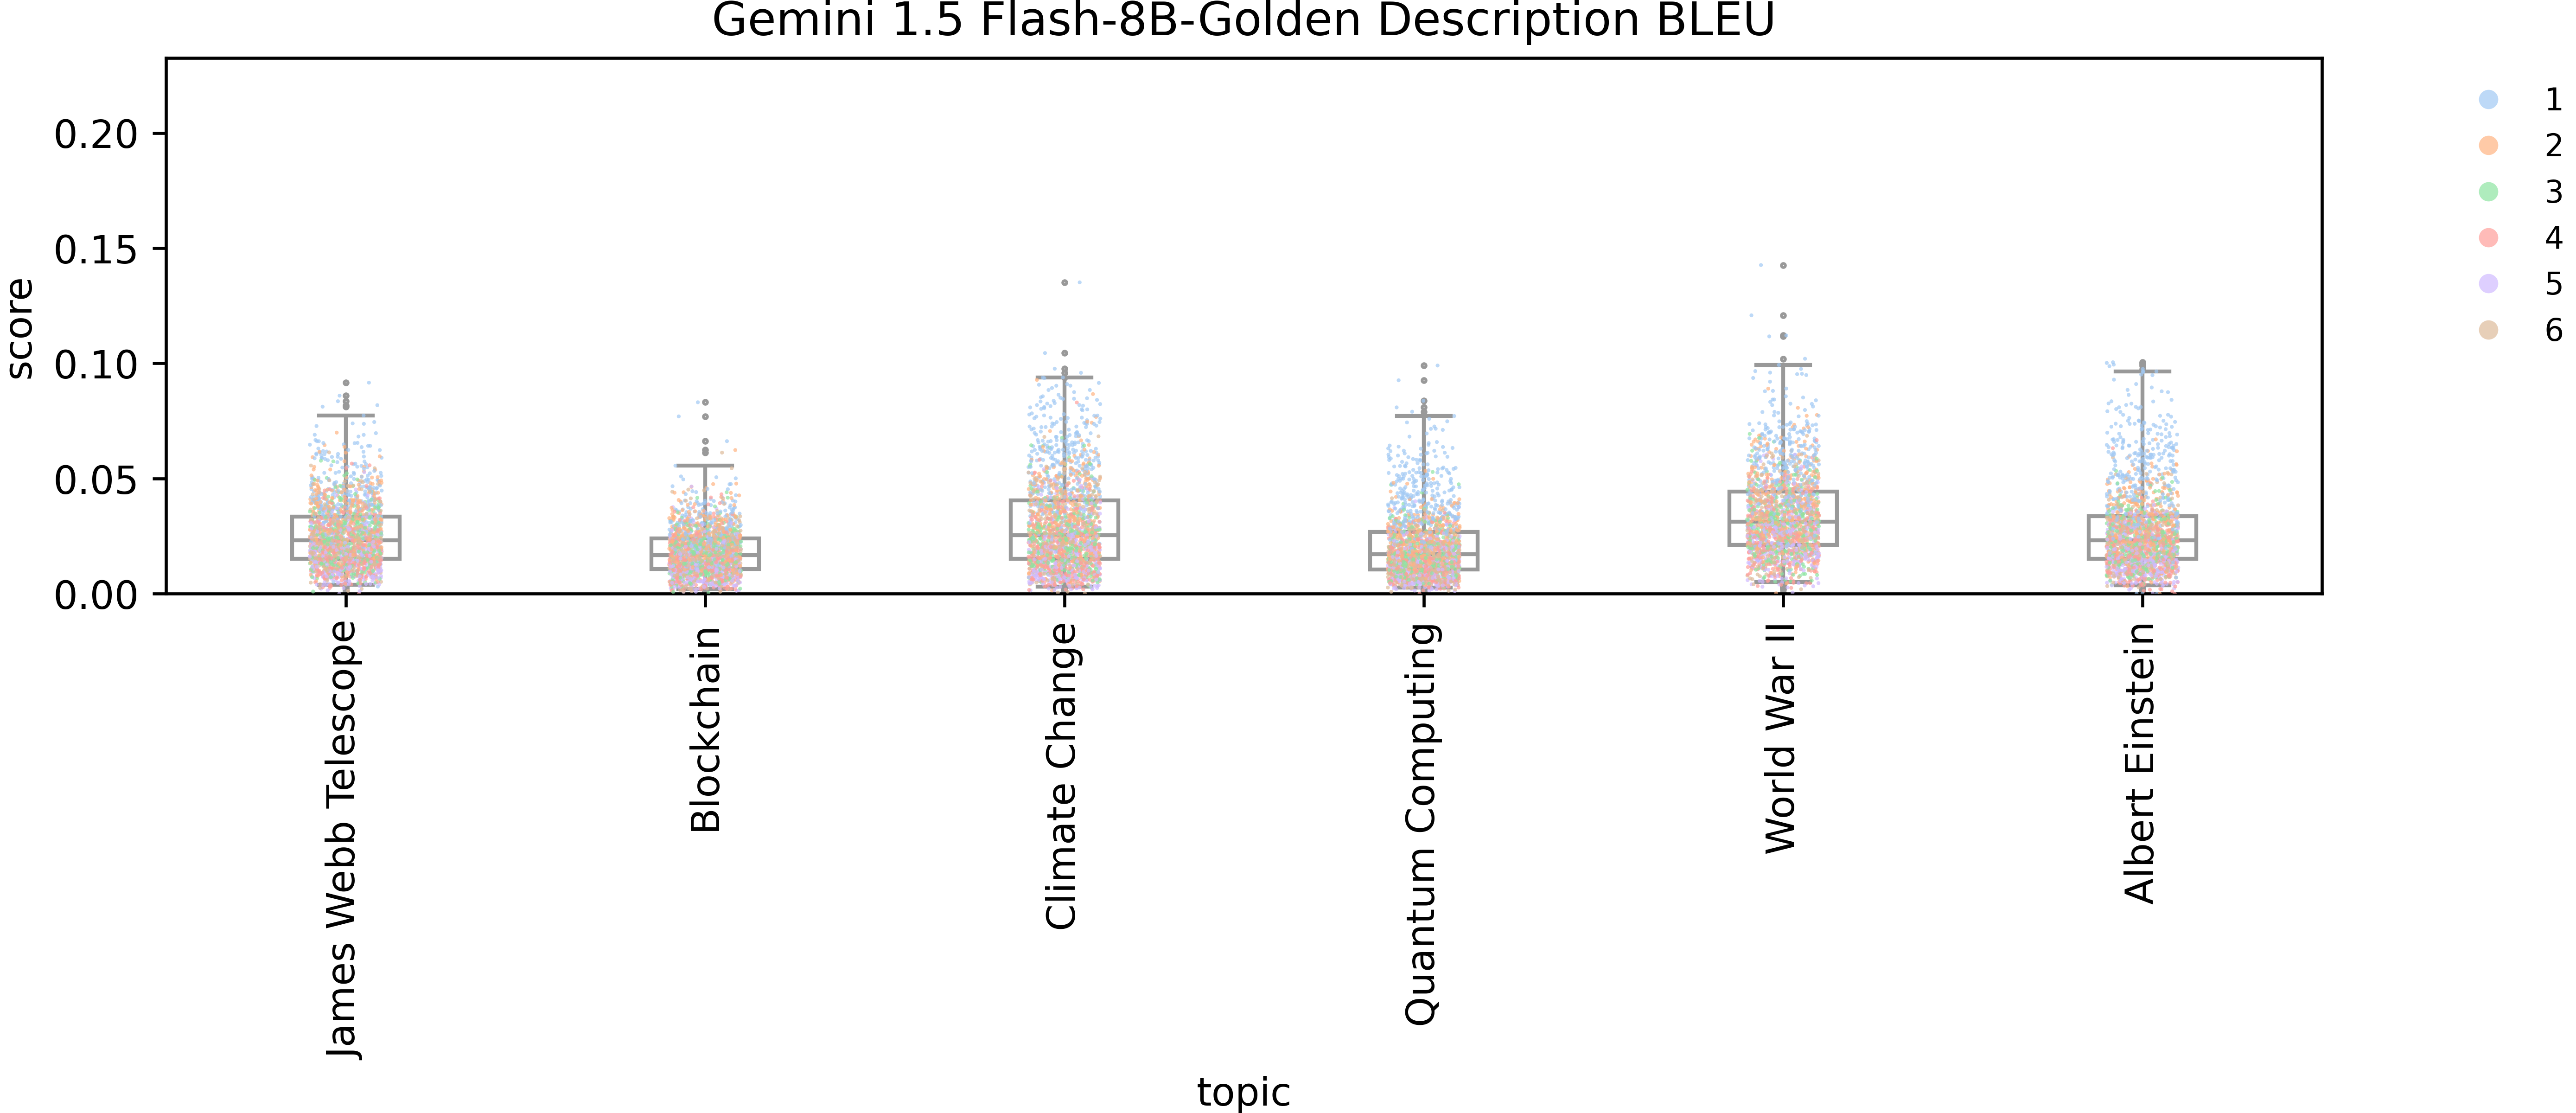 Gemini 1.5 Flash-8B-Golden Description BLEU
score
0.20
0.15
0.10
0.05
0.00
1
2
3
4
5
6
James Webb Telescope
Blockchain
Climate Change
Quantum Computing
World War II
Albert Einstein
topic